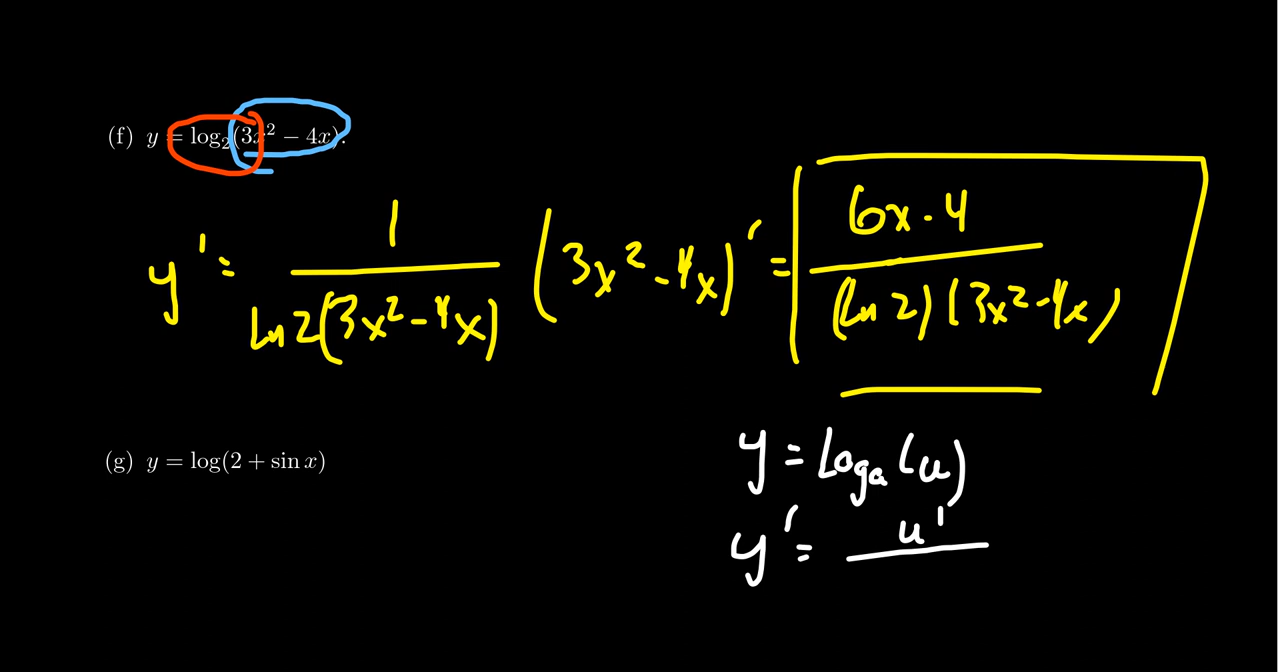 (f) y = log₂(3x² − 4x).
y' = 1/(ln 2(3x² − 4x)) (3x² − 4x)' = (6x - 4)/((ln 2)(3x² − 4x))
(g) y = log(2 + sin x)
y = logₐ(u)
y' = u'/